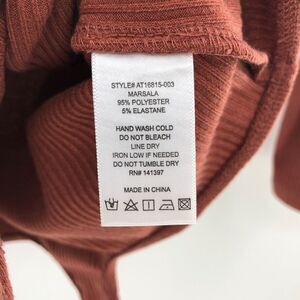 STYLE# AT16815-003
MARSALA
95% POLYESTER
5% ELASTANE
HAND WASH COLD
DO NOT BLEACH
LINE DRY
IRON LOW IF NEEDED
DO NOT TUMBLE DRY
RN# 141397
MADE IN CHINA